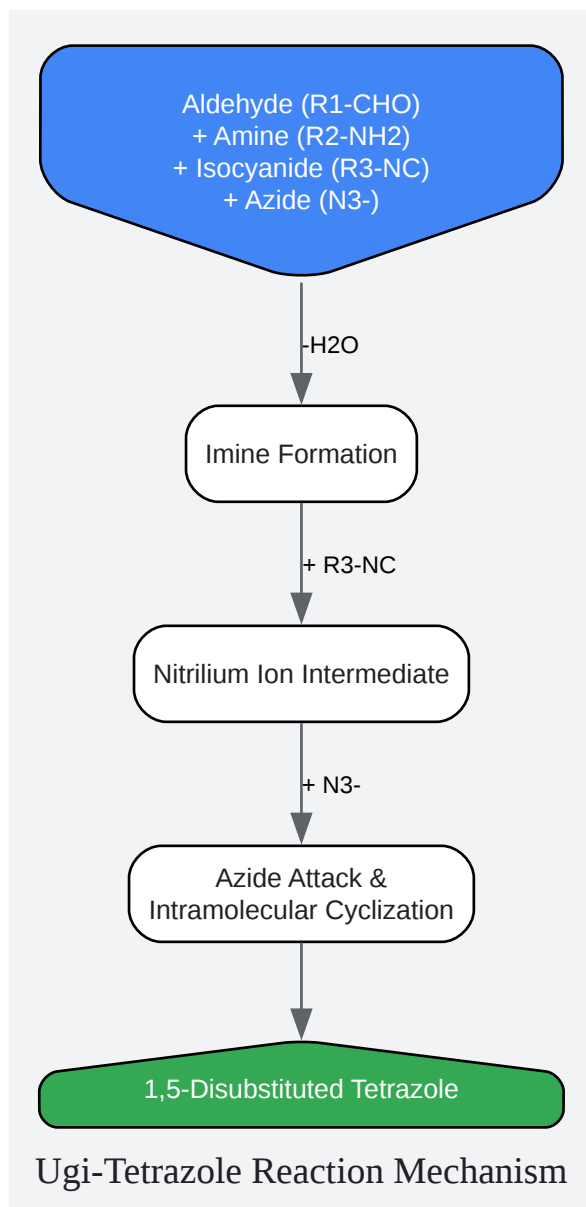 Aldehyde (R1-CHO)
+ Amine (R2-NH2)
+ Isocyanide (R3-NC)
+ Azide (N3-)
-H2O
Imine Formation
+ R3-NC
Nitrilium Ion Intermediate
+ N3-
Azide Attack &
Intramolecular Cyclization
1,5-Disubstituted Tetrazole
Ugi-Tetrazole Reaction Mechanism